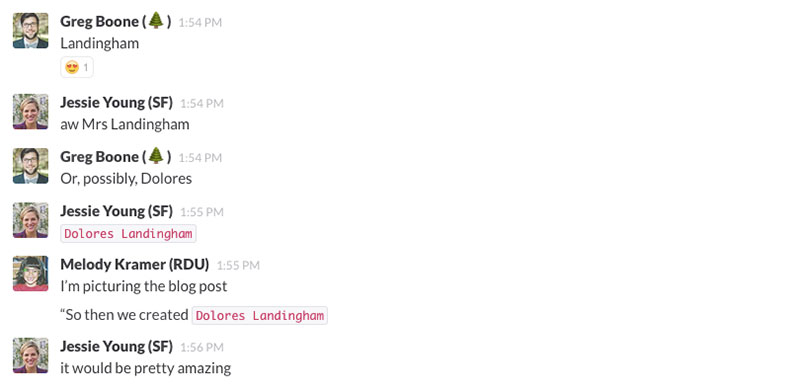 Greg Boone (🌲) 1:54 PM
Landingham
😍 1
Jessie Young (SF) 1:54 PM
aw Mrs Landingham
Greg Boone (🌲) 1:54 PM
Or, possibly, Dolores
Jessie Young (SF) 1:55 PM
Dolores Landingham
Melody Kramer (RDU) 1:55 PM
I’m picturing the blog post
“So then we created Dolores Landingham
Jessie Young (SF) 1:56 PM
it would be pretty amazing